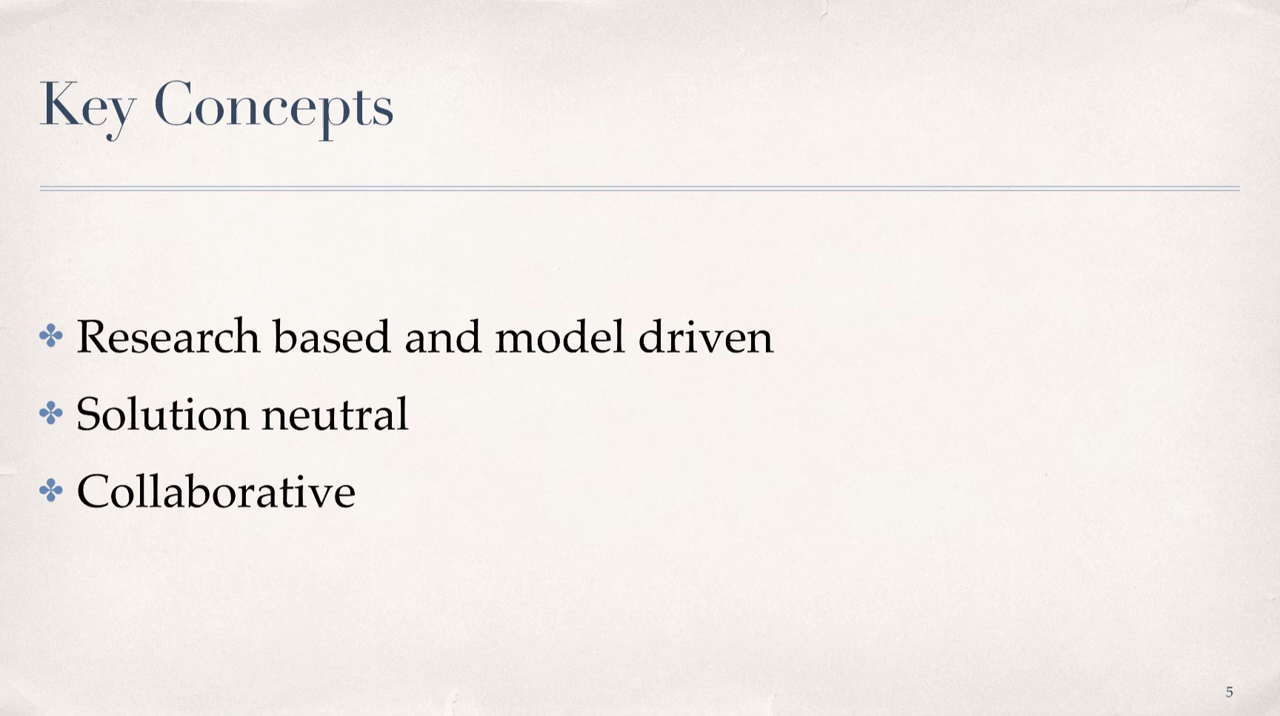 Key Concepts
✤ Research based and model driven
✤ Solution neutral
✤ Collaborative
5